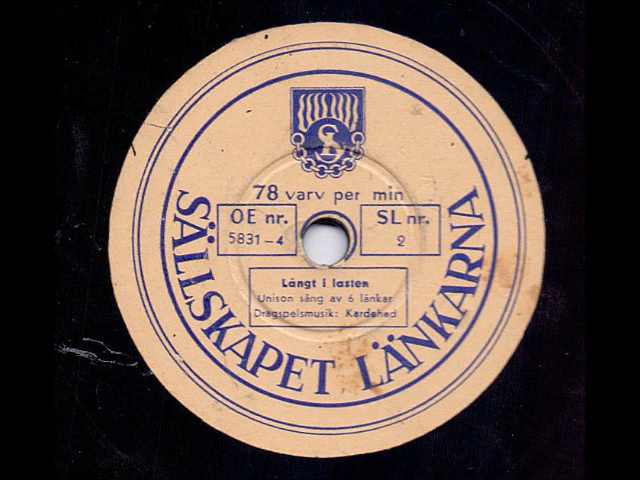 SL
78 varv per min
OE nr.
5831-4
SL nr.
2
Långt i lasten
Unison sång av 6 länkar
Dragspelsmusik: Kardahed
SÄLLSKAPET LÄNKARNA